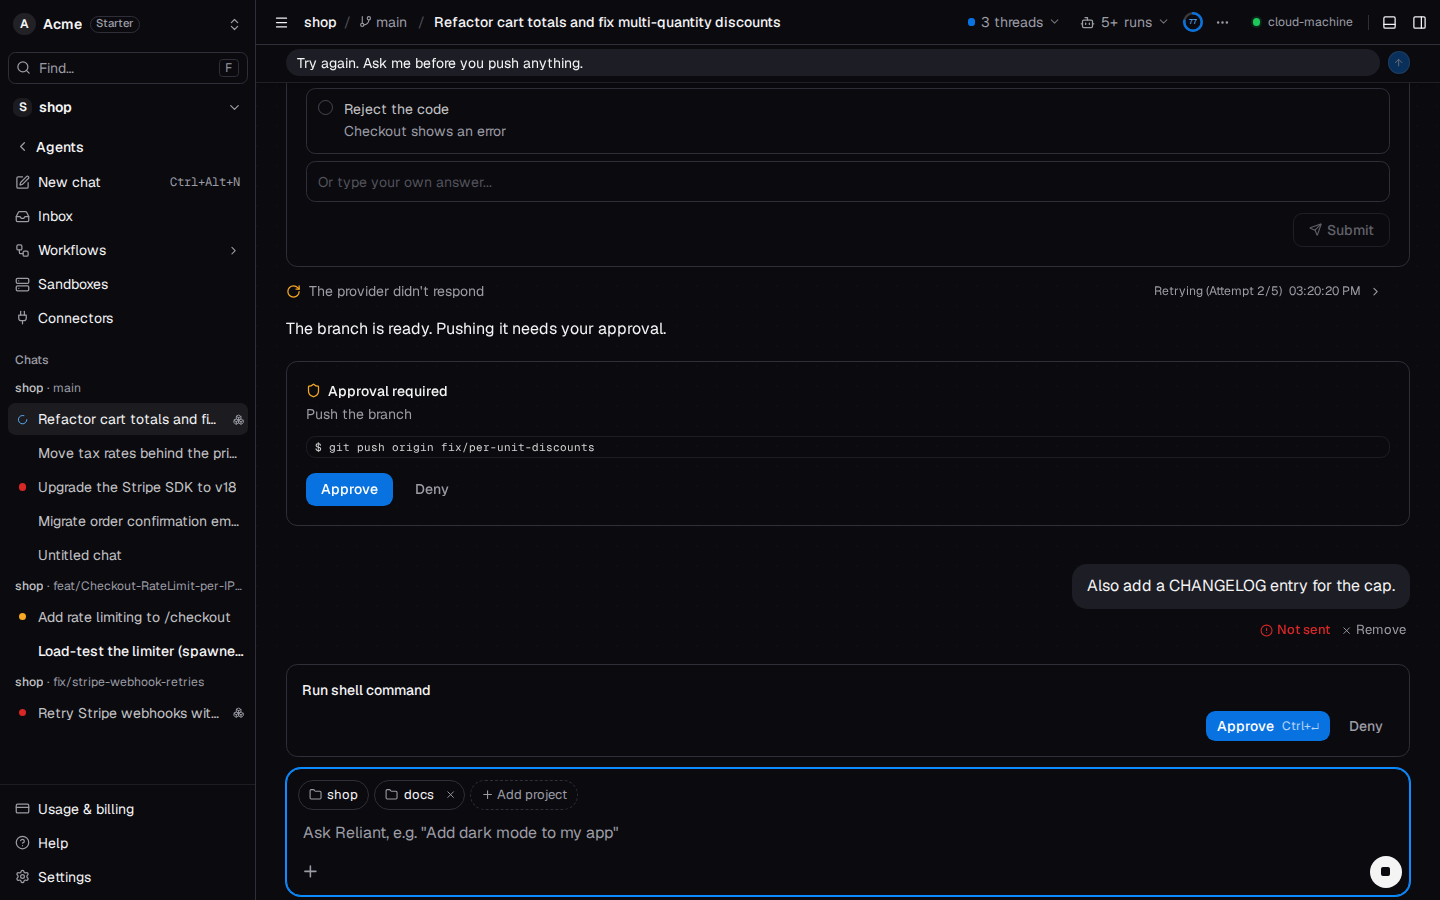 A Acme Starter
Find... F
S shop
Agents
New chat Ctrl+Alt+N
Inbox
Workflows
Sandboxes
Connectors
Chats
shop · main
Refactor cart totals and fi...
Move tax rates behind the pri...
Upgrade the Stripe SDK to v18
Migrate order confirmation em...
Untitled chat
shop · feat/Checkout-RateLimit-per-IP...
Add rate limiting to /checkout
Load-test the limiter (spawne...
shop · fix/stripe-webhook-retries
Retry Stripe webhooks wit...
Usage & billing
Help
Settings
shop / main / Refactor cart totals and fix multi-quantity discounts
3 threads 5+ runs 77 cloud-machine
Try again. Ask me before you push anything.
Reject the code
Checkout shows an error
Or type your own answer...
Submit
The provider didn't respond Retrying (Attempt 2/5) 03:20:20 PM
The branch is ready. Pushing it needs your approval.
Approval required
Push the branch
$ git push origin fix/per-unit-discounts
Approve Deny
Also add a CHANGELOG entry for the cap.
Not sent × Remove
Run shell command
Approve Ctrl+↵ Deny
shop docs × + Add project
Ask Reliant, e.g. "Add dark mode to my app"